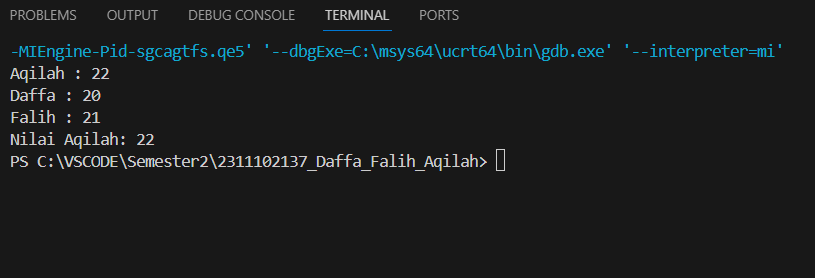 PROBLEMS OUTPUT DEBUG CONSOLE TERMINAL PORTS
-MIEngine-Pid-sgcagtfs.qe5' '--dbgExe=C:\msys64\ucrt64\bin\gdb.exe' '--interpreter=mi'
Aqilah : 22
Daffa : 20
Falih : 21
Nilai Aqilah: 22
PS C:\VSCODE\Semester2\2311102137_Daffa_Falih_Aqilah>